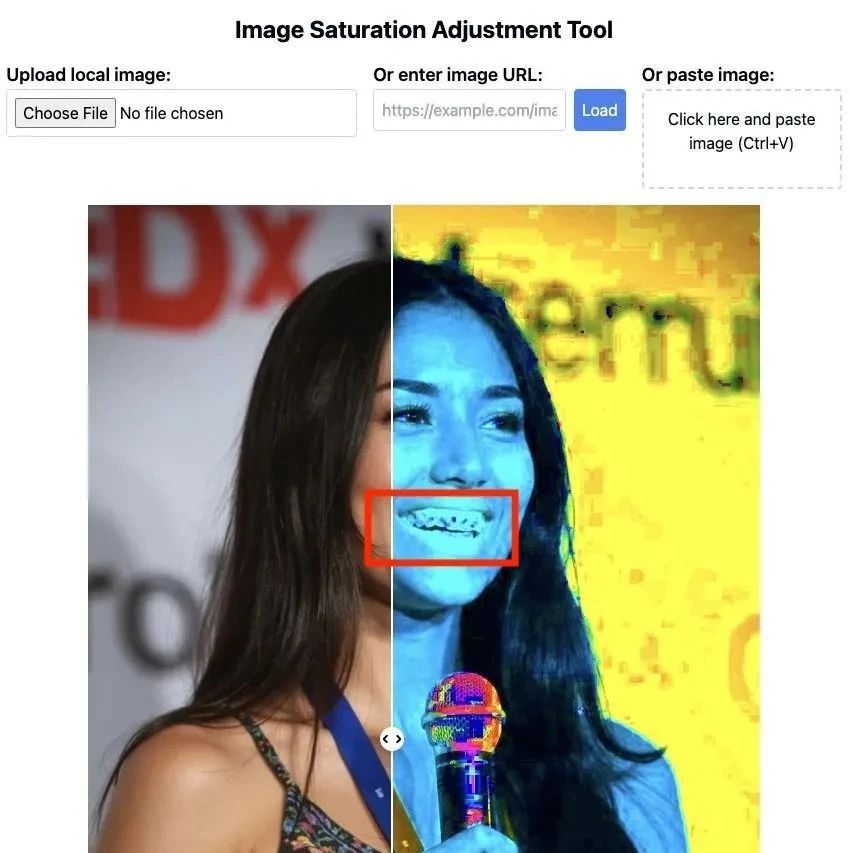 Image Saturation Adjustment Tool
Upload local image:
Or enter image URL:
Or paste image:
Choose File No file chosen
https://example.com/ima
Load
Click here and paste
image (Ctrl+V)
EDx